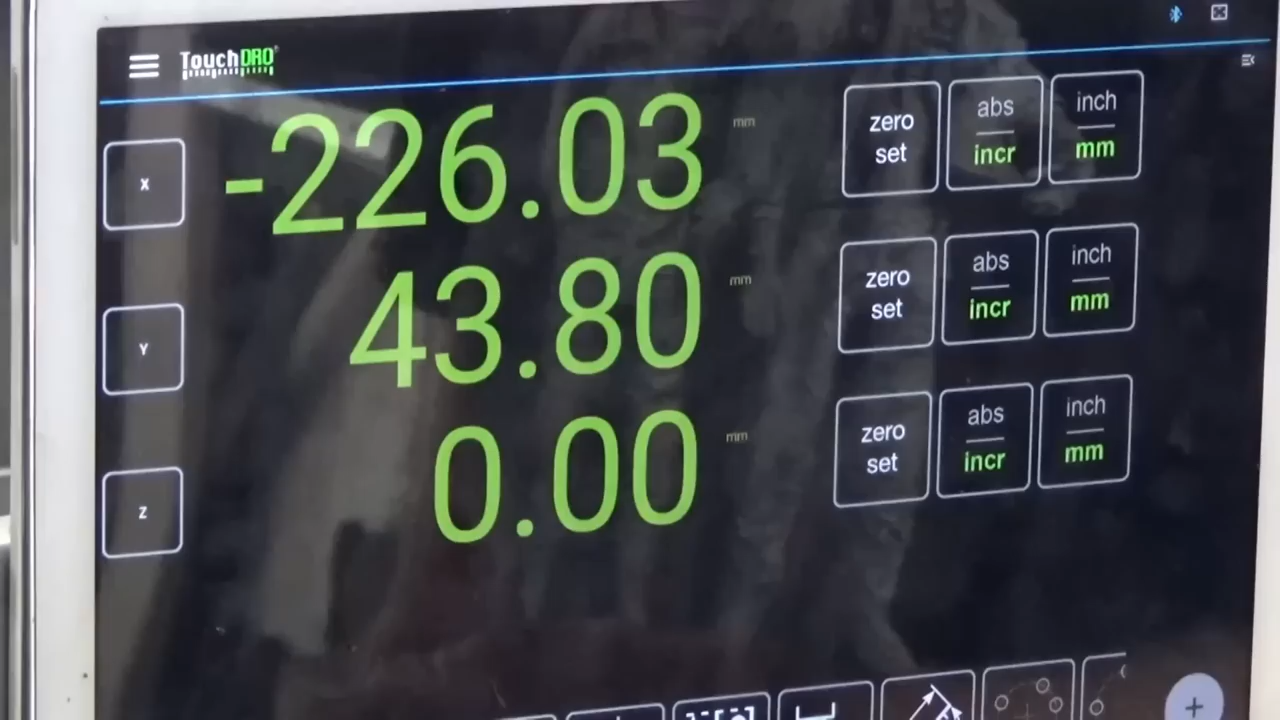 TouchDRO
X
-226.03 mm
zero set
abs incr
inch mm
Y
43.80 mm
zero set
abs incr
inch mm
Z
0.00 mm
zero set
abs incr
inch mm